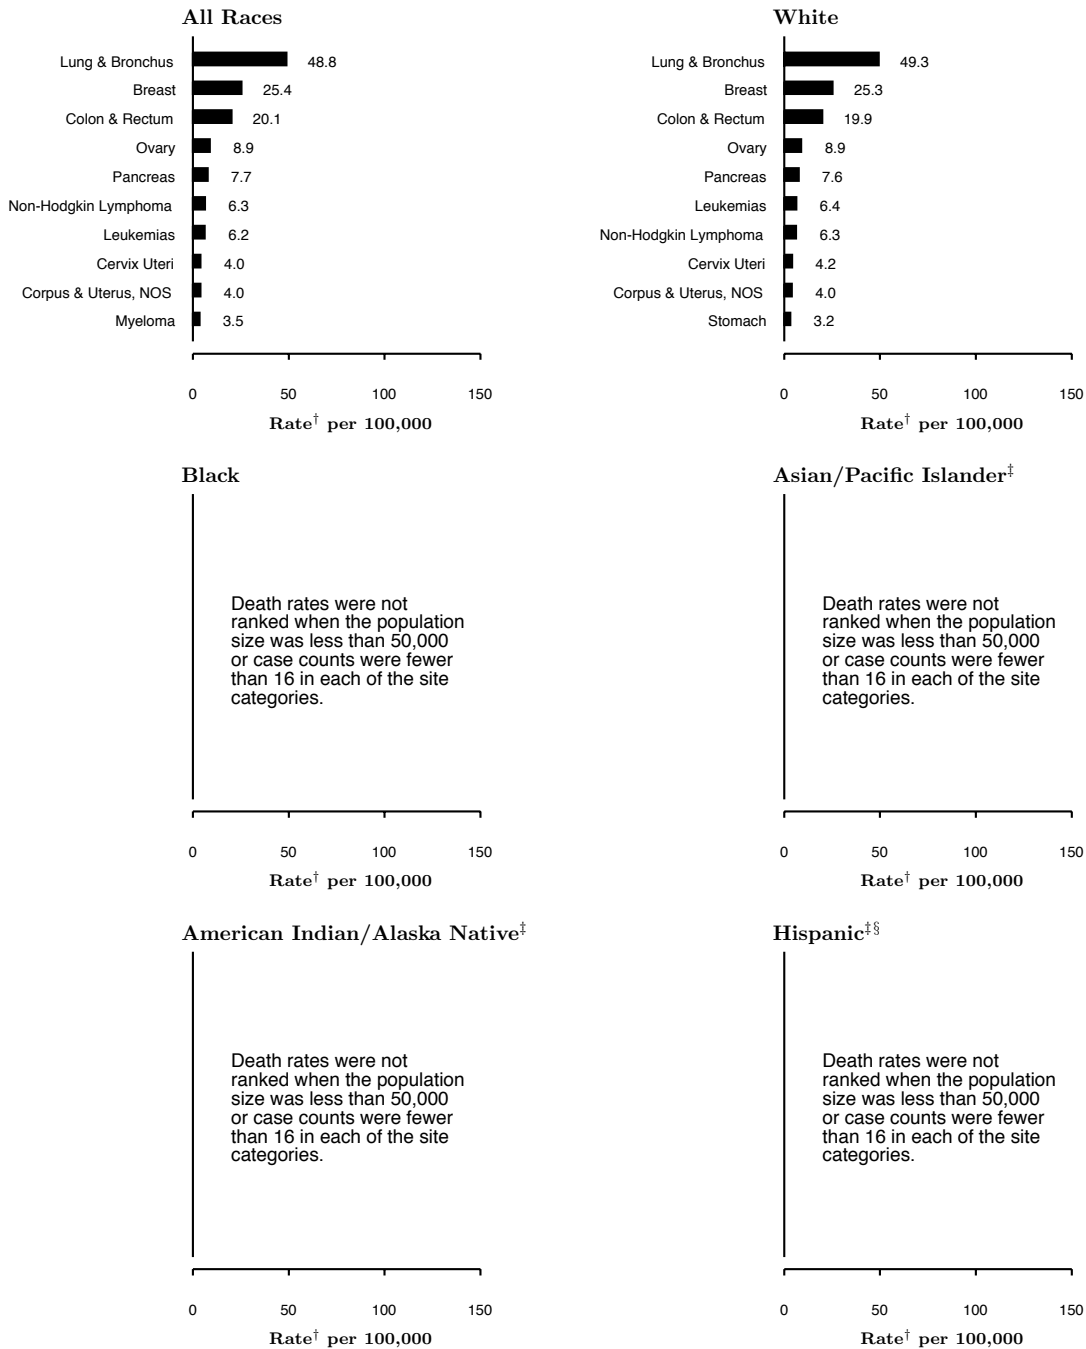 All Races
Lung & Bronchus 48.8
Breast 25.4
Colon & Rectum 20.1
Ovary 8.9
Pancreas 7.7
Non-Hodgkin Lymphoma 6.3
Leukemias 6.2
Cervix Uteri 4.0
Corpus & Uterus, NOS 4.0
Myeloma 3.5
0 50 100 150
Rate† per 100,000
White
Lung & Bronchus 49.3
Breast 25.3
Colon & Rectum 19.9
Ovary 8.9
Pancreas 7.6
Leukemias 6.4
Non-Hodgkin Lymphoma 6.3
Cervix Uteri 4.2
Corpus & Uterus, NOS 4.0
Stomach 3.2
0 50 100 150
Rate† per 100,000
Black
Death rates were not
ranked when the population
size was less than 50,000
or case counts were fewer
than 16 in each of the site
categories.
0 50 100 150
Rate† per 100,000
Asian/Pacific Islander‡
Death rates were not
ranked when the population
size was less than 50,000
or case counts were fewer
than 16 in each of the site
categories.
0 50 100 150
Rate† per 100,000
American Indian/Alaska Native‡
Death rates were not
ranked when the population
size was less than 50,000
or case counts were fewer
than 16 in each of the site
categories.
0 50 100 150
Rate† per 100,000
Hispanic‡§
Death rates were not
ranked when the population
size was less than 50,000
or case counts were fewer
than 16 in each of the site
categories.
0 50 100 150
Rate† per 100,000